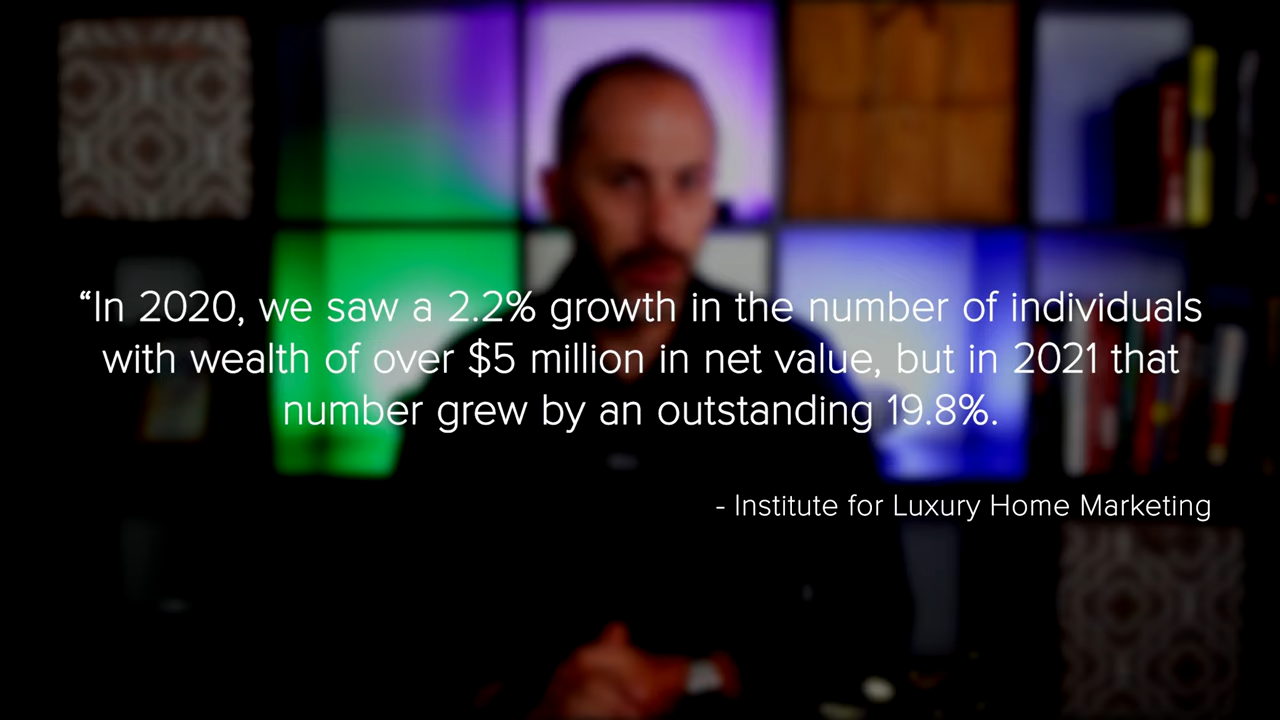 “In 2020, we saw a 2.2% growth in the number of individuals
with wealth of over $5 million in net value, but in 2021 that
number grew by an outstanding 19.8%.
- Institute for Luxury Home Marketing